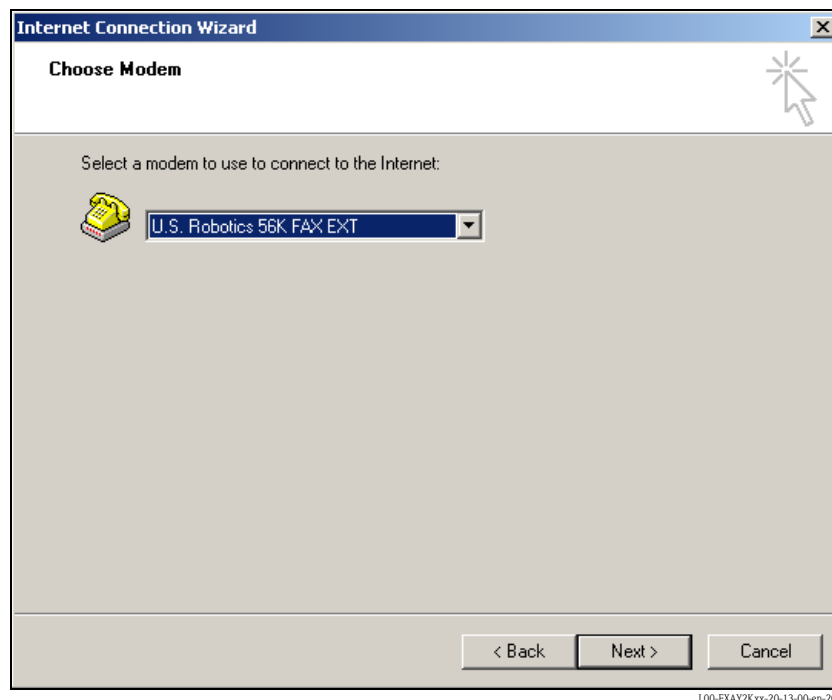 Internet Connection Wizard
Choose Modem
Select a modem to use to connect to the Internet:
U.S. Robotics 56K FAX EXT
< Back Next > Cancel